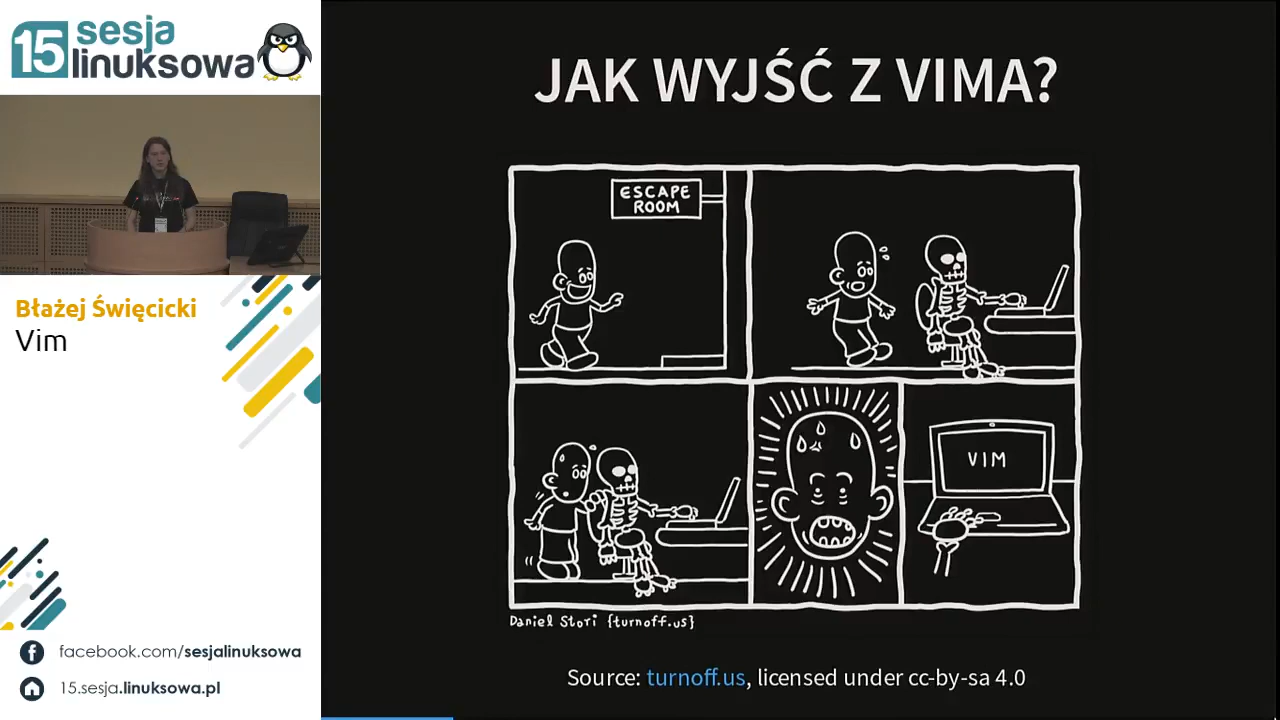 15 sesja
linuksowa
Błażej Święcicki
Vim
facebook.com/sesjalinuksowa
15.sesja.linuksowa.pl
JAK WYJŚĆ Z VIMA?
ESCAPE
ROOM
VIM
Daniel Stori {turnoff.us}
Source: turnoff.us, licensed under cc-by-sa 4.0